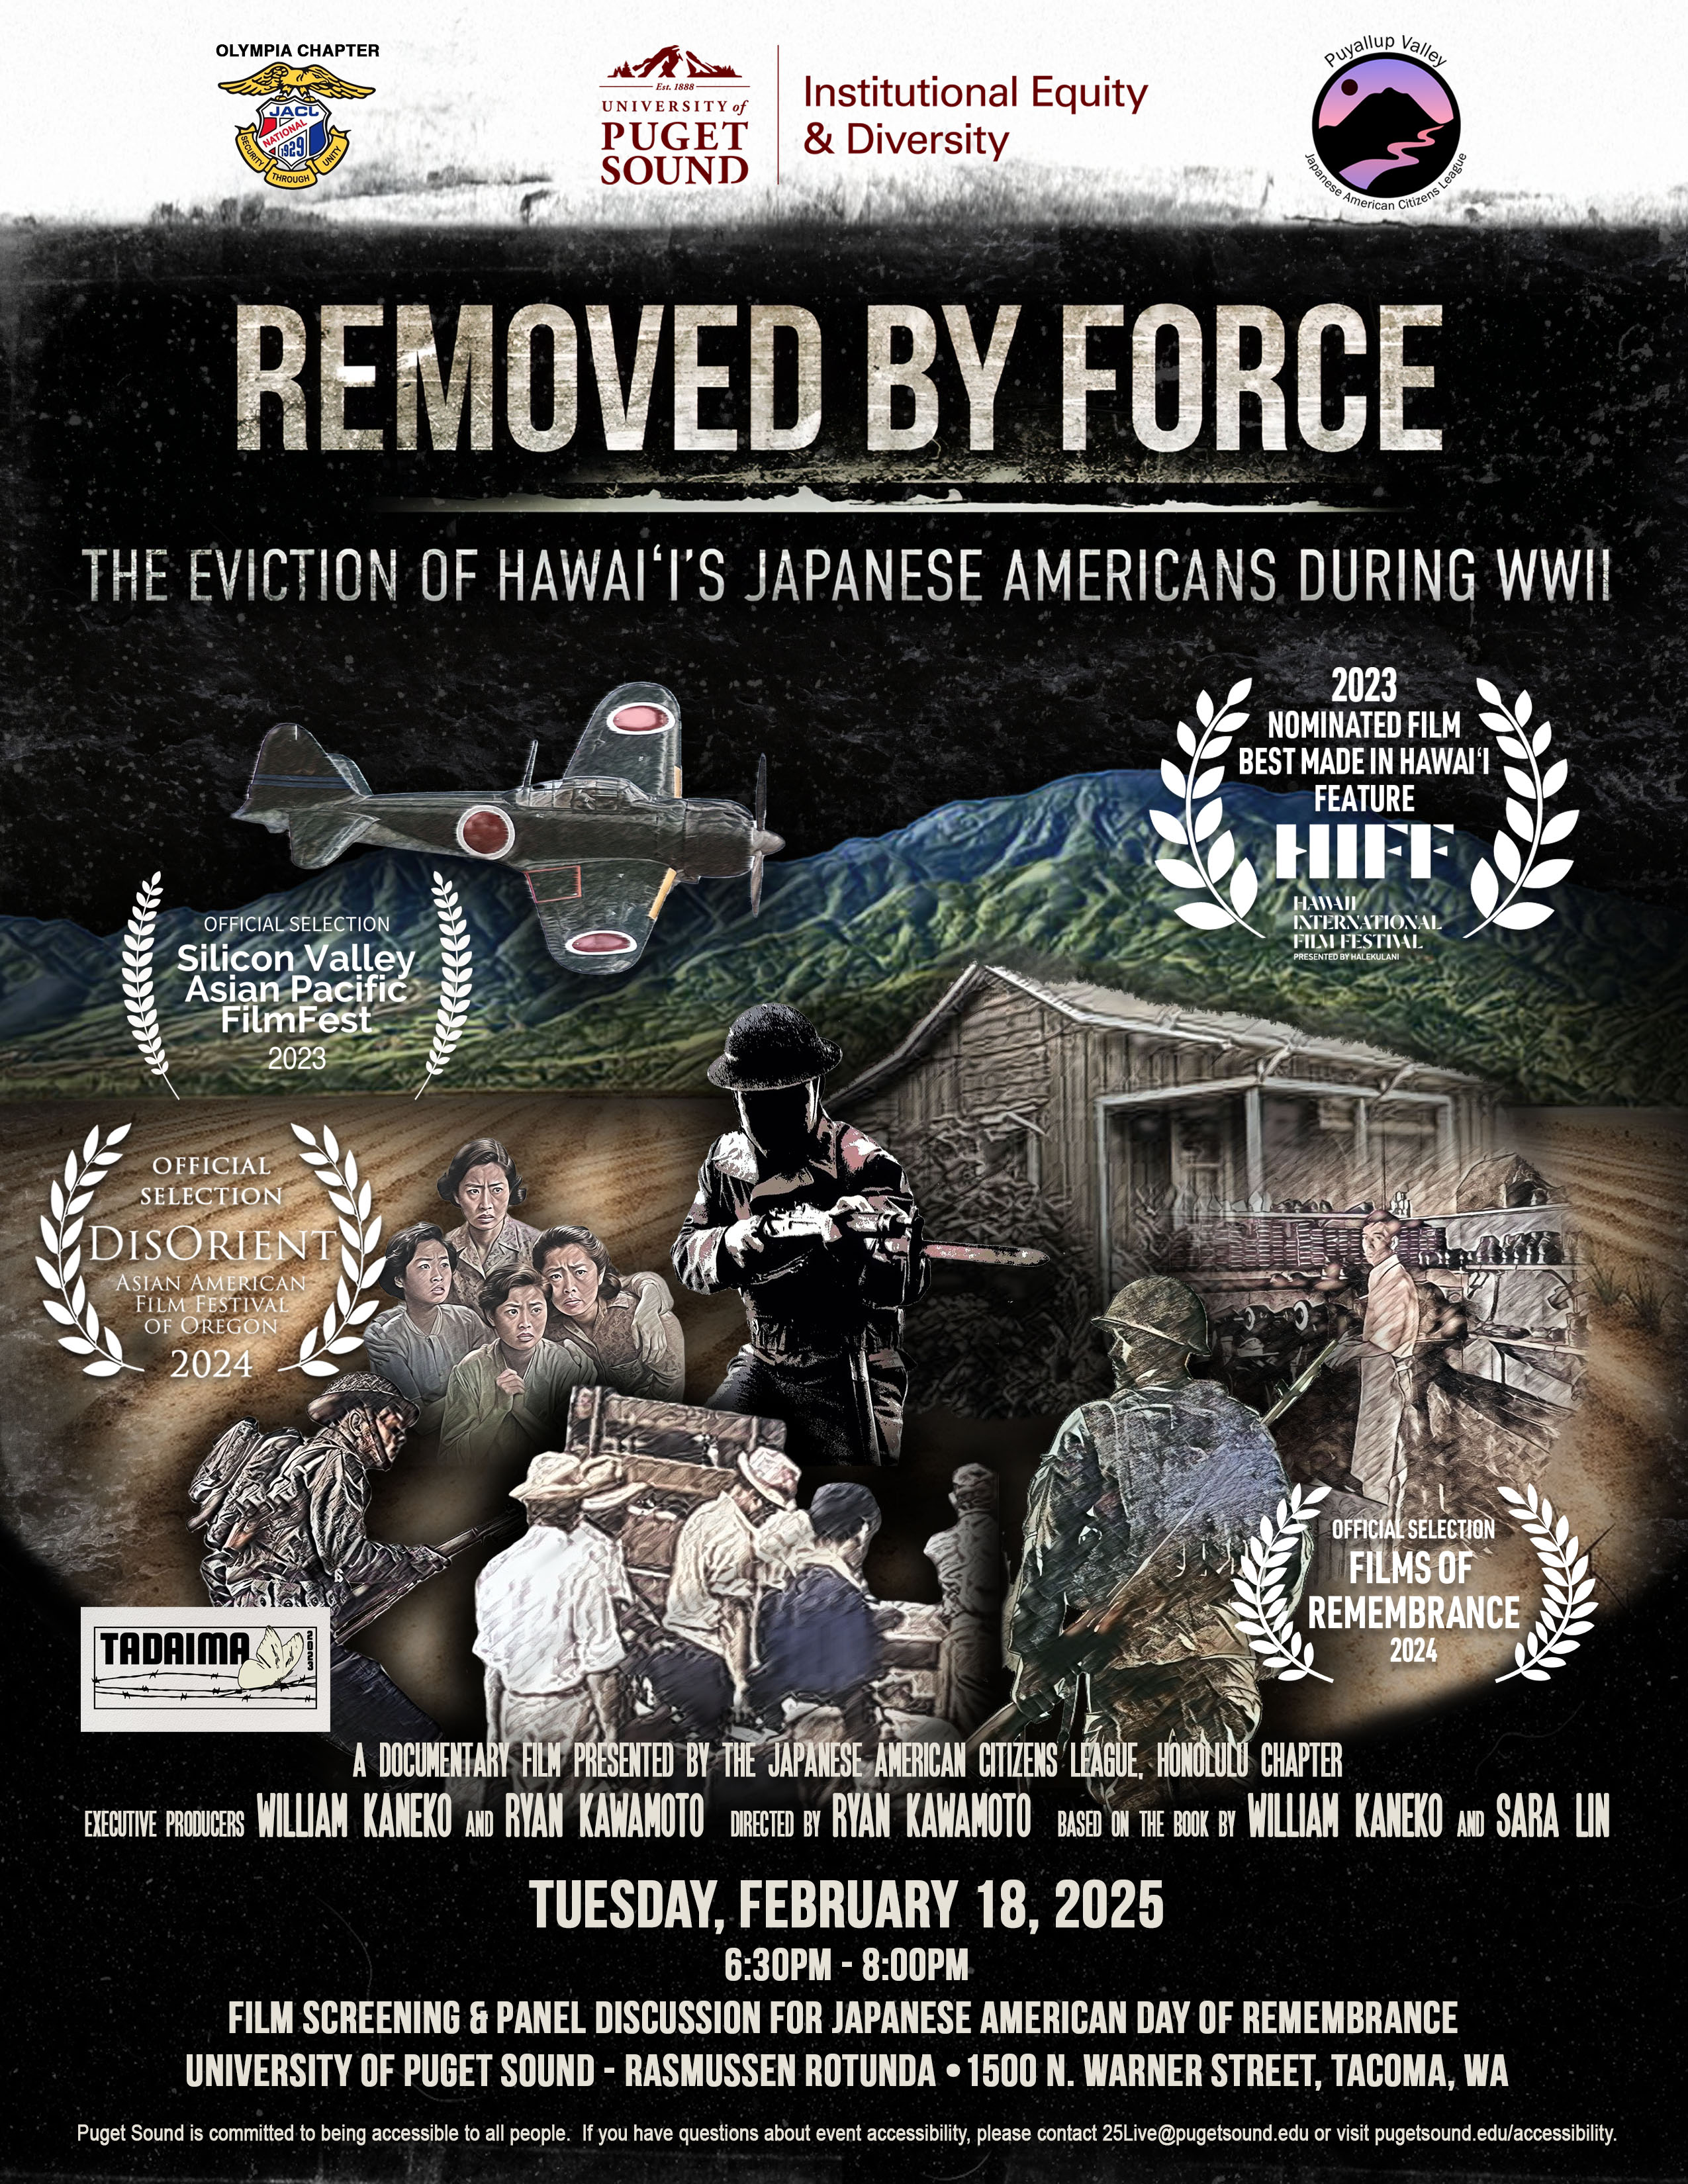 OLYMPIA CHAPTER
JACL
NATIONAL
1929
SECURITY
THROUGH
UNITY
Est. 1888
UNIVERSITY of
PUGET
SOUND
Institutional Equity
& Diversity
Puyallup Valley
Japanese American Citizens League
REMOVED BY FORCE
THE EVICTION OF HAWAIʻI'S JAPANESE AMERICANS DURING WWII
2023
NOMINATED FILM
BEST MADE IN HAWAIʻI
FEATURE
HIFF
HAWAII
INTERNATIONAL
FILM FESTIVAL
PRESENTED BY HALEKULANI
OFFICIAL SELECTION
Silicon Valley
Asian Pacific
FilmFest
2023
OFFICIAL
SELECTION
DISORIENT
ASIAN AMERICAN
FILM FESTIVAL
OF OREGON
2024
OFFICIAL SELECTION
FILMS OF
REMEMBRANCE
2024
TADAIMA
2023
A DOCUMENTARY FILM PRESENTED BY THE JAPANESE AMERICAN CITIZENS LEAGUE, HONOLULU CHAPTER
EXECUTIVE PRODUCERS WILLIAM KANEKO AND RYAN KAWAMOTO DIRECTED BY RYAN KAWAMOTO BASED ON THE BOOK BY WILLIAM KANEKO AND SARA LIN
TUESDAY, FEBRUARY 18, 2025
6:30PM - 8:00PM
FILM SCREENING & PANEL DISCUSSION FOR JAPANESE AMERICAN DAY OF REMEMBRANCE
UNIVERSITY OF PUGET SOUND - RASMUSSEN ROTUNDA • 1500 N. WARNER STREET, TACOMA, WA
Puget Sound is committed to being accessible to all people. If you have questions about event accessibility, please contact 25Live@pugetsound.edu or visit pugetsound.edu/accessibility.